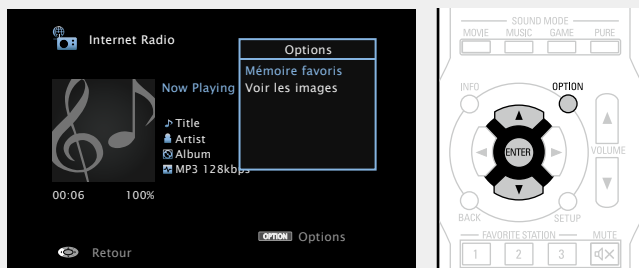 Internet Radio
Options
Mémoire favoris
Voir les images
Now Playing
Title
Artist
Album
MP3 128kbps
00:06 100%
OPTION Options
Retour
SOUND MODE
MOVIE MUSIC GAME PURE
INFO OPTION
ENTER
VOLUME
BACK SETUP
FAVORITE STATION MUTE
1 2 3